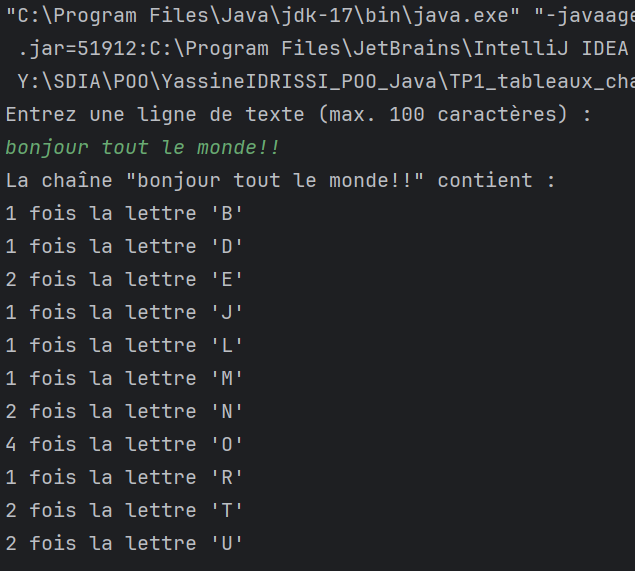 "C:\Program Files\Java\jdk-17\bin\java.exe" "-javaage
.jar=51912:C:\Program Files\JetBrains\IntelliJ IDEA
Y:\SDIA\POO\YassineIDRISSI_POO_Java\TP1_tableaux_cha
Entrez une ligne de texte (max. 100 caractères) :
bonjour tout le monde!!
La chaîne "bonjour tout le monde!!" contient :
1 fois la lettre 'B'
1 fois la lettre 'D'
2 fois la lettre 'E'
1 fois la lettre 'J'
1 fois la lettre 'L'
1 fois la lettre 'M'
2 fois la lettre 'N'
4 fois la lettre 'O'
1 fois la lettre 'R'
2 fois la lettre 'T'
2 fois la lettre 'U'